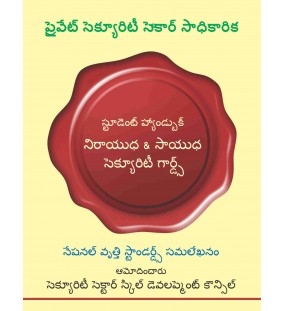 ప్రైవేట్ సెక్యూరిటీ సెకార్ సాధికారిక
స్టూడెంట్ హ్యాండ్బుక్
నిరాయుధ & సాయుధ
సెక్యూరిటీ గార్డ్స్
నేషనల్ వృత్తి స్టాండర్డ్స్ సమలేఖనం
ఆమోదించారు
సెక్యూరిటీ సెక్టార్ స్కిల్ డెవలప్మెంట్ కౌన్సిల్